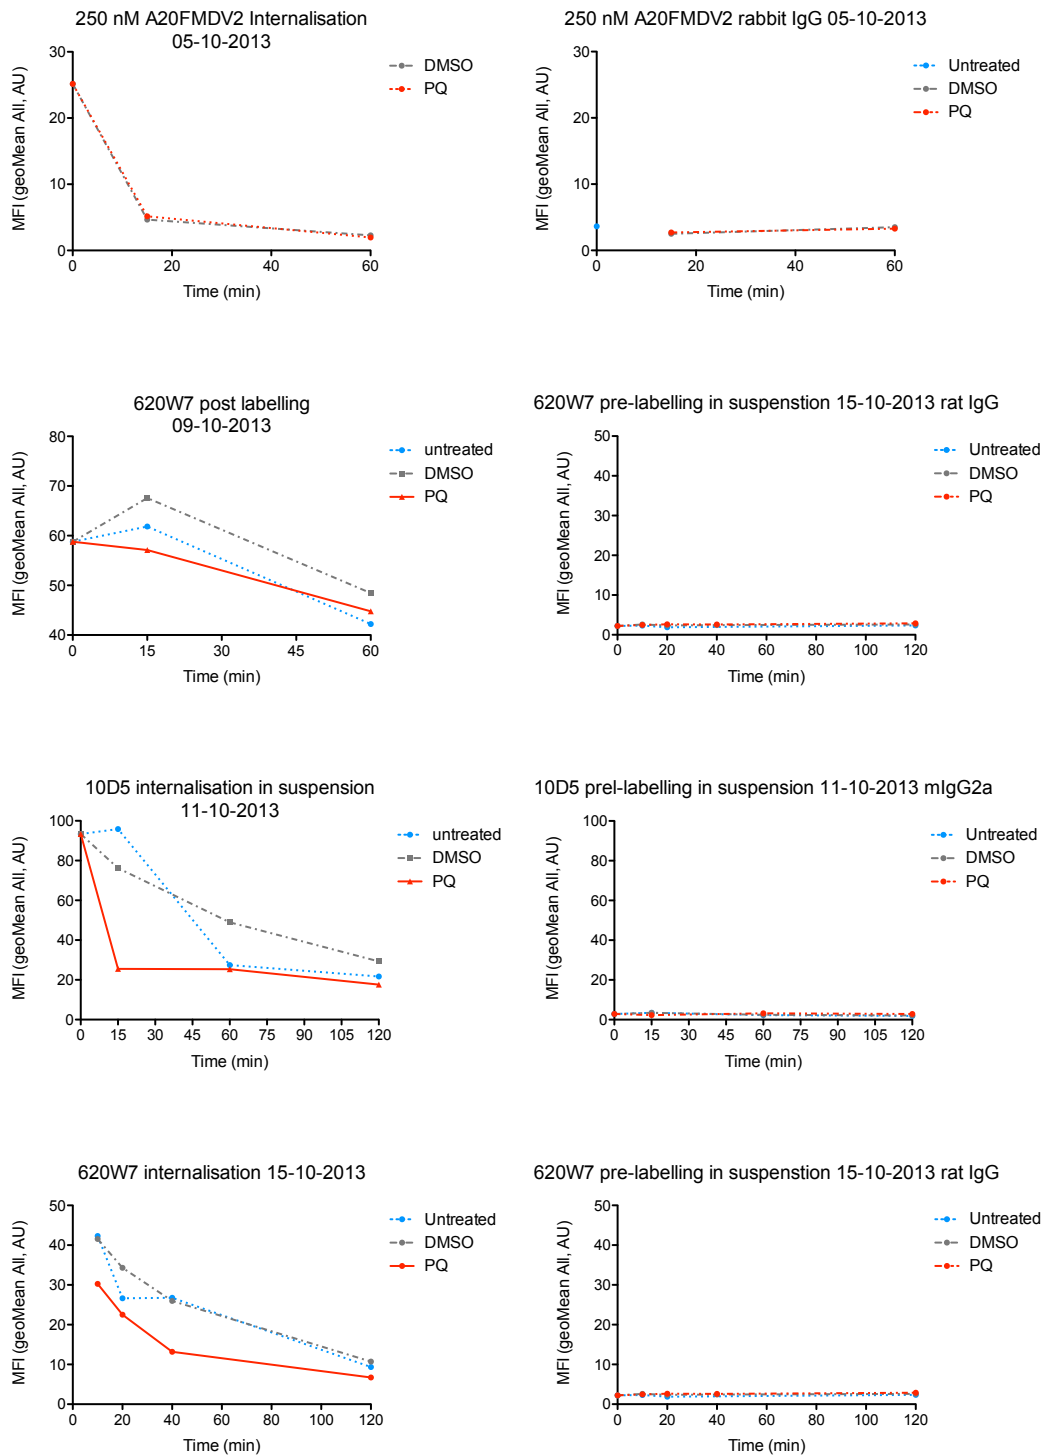 250 nM A20FMDV2 Internalisation
05-10-2013
MFI (geoMean All, AU)
30
20
10
0
0 20 40 60
Time (min)
DMSO
PQ
250 nM A20FMDV2 rabbit IgG 05-10-2013
MFI (geoMean All, AU)
30
20
10
0
0 20 40 60
Time (min)
Untreated
DMSO
PQ
620W7 post labelling
09-10-2013
MFI (geoMean All, AU)
80
70
60
50
40
0 15 30 45 60
Time (min)
untreated
DMSO
PQ
620W7 pre-labelling in suspenstion 15-10-2013 rat IgG
MFI (geoMean All, AU)
50
40
30
20
10
0
0 20 40 60 80 100 120
Time (min)
Untreated
DMSO
PQ
10D5 internalisation in suspension
11-10-2013
MFI (geoMean All, AU)
100
80
60
40
20
0
0 15 30 45 60 75 90 105 120
Time (min)
untreated
DMSO
PQ
10D5 prel-labelling in suspension 11-10-2013 mIgG2a
MFI (geoMean All, AU)
100
80
60
40
20
0
0 15 30 45 60 75 90 105 120
Time (min)
Untreated
DMSO
PQ
620W7 internalisation 15-10-2013
MFI (geoMean All, AU)
50
40
30
20
10
0
0 20 40 60 80 100 120
Time (min)
Untreated
DMSO
PQ
620W7 pre-labelling in suspenstion 15-10-2013 rat IgG
MFI (geoMean All, AU)
50
40
30
20
10
0
0 20 40 60 80 100 120
Time (min)
Untreated
DMSO
PQ